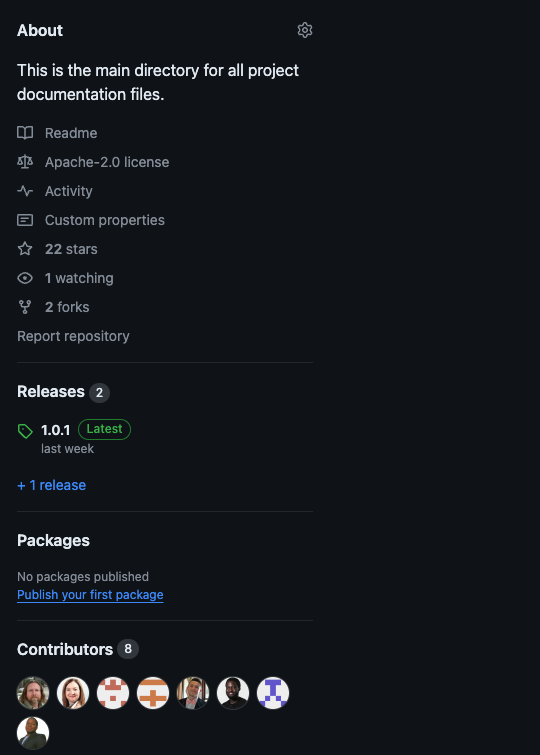 About
This is the main directory for all project
documentation files.
Readme
Apache-2.0 license
Activity
Custom properties
22 stars
1 watching
2 forks
Report repository
Releases 2
1.0.1 Latest
last week
+ 1 release
Packages
No packages published
Publish your first package
Contributors 8